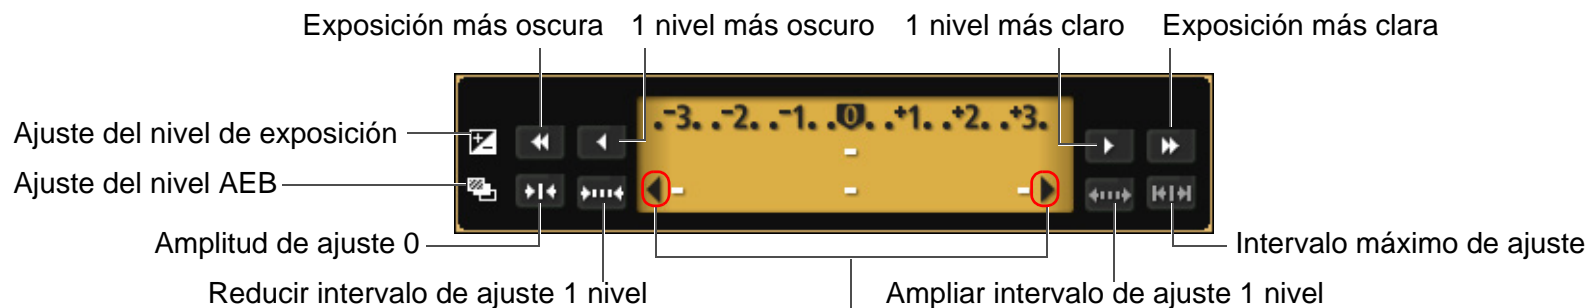 Exposición más oscura 1 nivel más oscuro 1 nivel más claro Exposición más clara
.-3. .-2. .-1. .0. .+1. .+2. .+3.
Ajuste del nivel de exposición
Ajuste del nivel AEB
Amplitud de ajuste 0 Intervalo máximo de ajuste
Reducir intervalo de ajuste 1 nivel Ampliar intervalo de ajuste 1 nivel